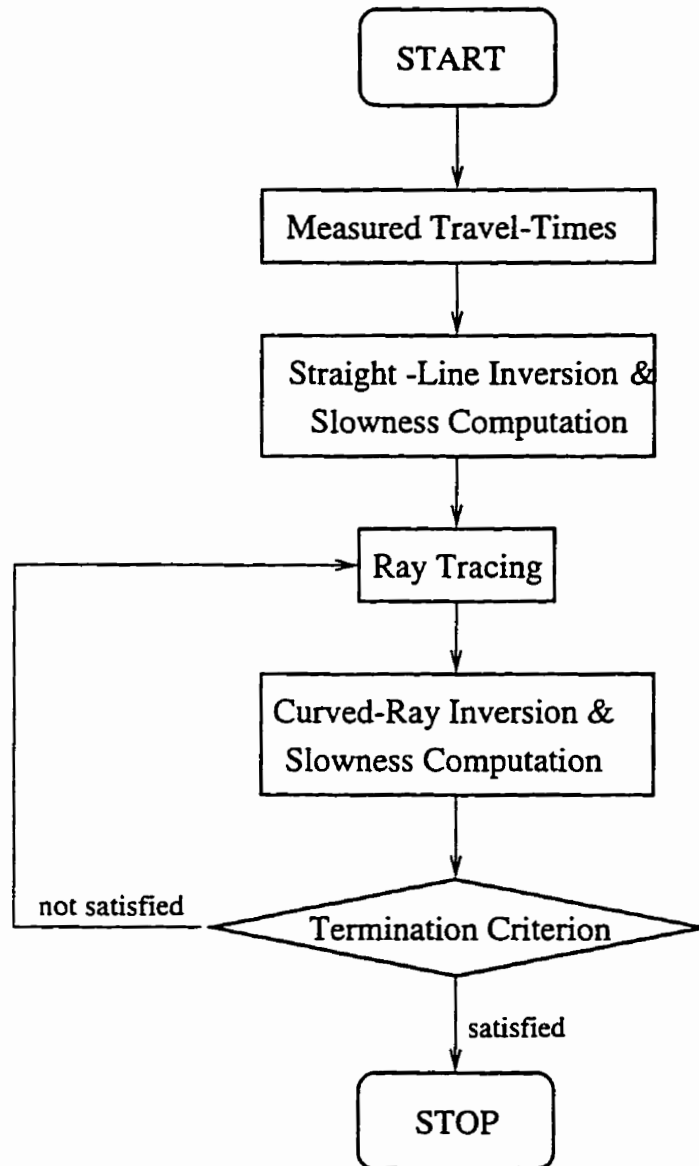 START
Measured Travel-Times
Straight -Line Inversion &
Slowness Computation
Ray Tracing
Curved-Ray Inversion &
Slowness Computation
not satisfied
Termination Criterion
satisfied
STOP